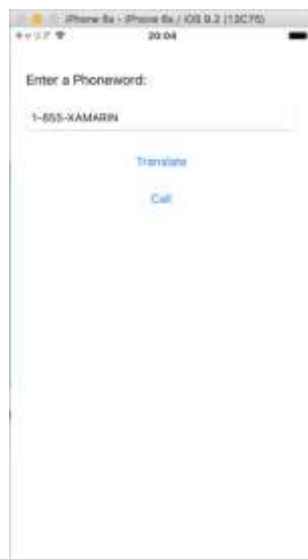 iPhone 6s - iPhone 6s / iOS 9.2 (13C75)
20:04
Enter a Phoneword:
1-855-XAMARIN
Translate
Call